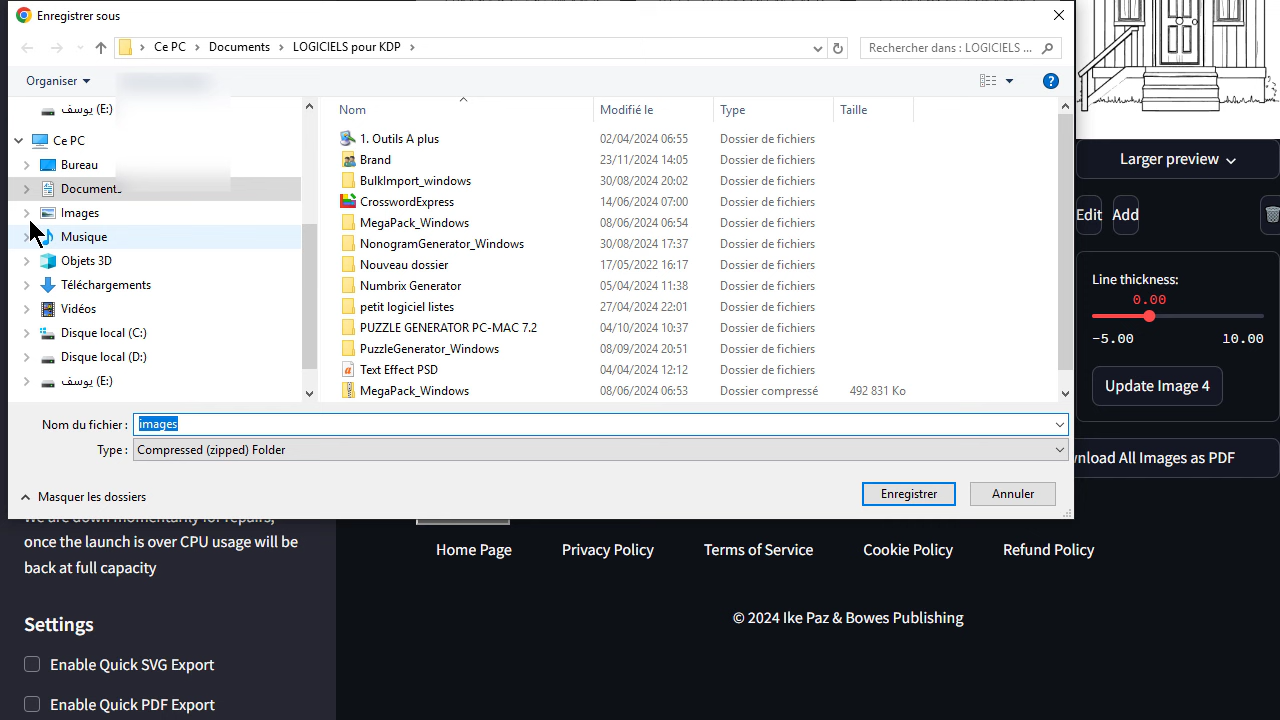 Enregistrer sous
Ce PC
Documents
LOGICIELS pour KDP
Rechercher dans : LOGICIELS ...
Organiser
يوسف (E:)
Ce PC
Bureau
Documents
Images
Musique
Objets 3D
Téléchargements
Vidéos
Disque local (C:)
Disque local (D:)
يوسف (E:)
Nom Modifié le Type Taille
1. Outils A plus 02/04/2024 06:55 Dossier de fichiers
Brand 23/11/2024 14:05 Dossier de fichiers
BulkImport_windows 30/08/2024 20:02 Dossier de fichiers
CrosswordExpress 14/06/2024 07:00 Dossier de fichiers
MegaPack_Windows 08/06/2024 06:54 Dossier de fichiers
NonogramGenerator_Windows 30/08/2024 17:37 Dossier de fichiers
Nouveau dossier 17/05/2022 16:17 Dossier de fichiers
Numbrix Generator 05/04/2024 11:38 Dossier de fichiers
petit logiciel listes 27/04/2024 22:01 Dossier de fichiers
PUZZLE GENERATOR PC-MAC 7.2 04/10/2024 10:37 Dossier de fichiers
PuzzleGenerator_Windows 08/09/2024 20:51 Dossier de fichiers
Text Effect PSD 04/04/2024 12:12 Dossier de fichiers
MegaPack_Windows 08/06/2024 06:53 Dossier compressé 492 831 Ko
Nom du fichier : images
Type : Compressed (zipped) Folder
Masquer les dossiers
Enregistrer
Annuler
Larger preview
Edit
Add
Line thickness:
0.00
-5.00 10.00
Update Image 4
nload All Images as PDF
We are down momentarily for repairs,
once the launch is over CPU usage will be
back at full capacity
Settings
Enable Quick SVG Export
Enable Quick PDF Export
Home Page
Privacy Policy
Terms of Service
Cookie Policy
Refund Policy
© 2024 Ike Paz & Bowes Publishing